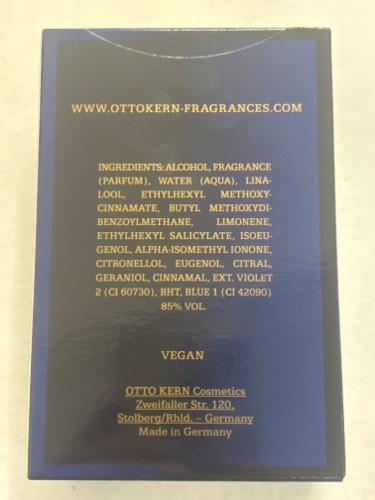 WWW.OTTOKERN-FRAGRANCES.COM
INGREDIENTS: ALCOHOL, FRAGRANCE
(PARFUM), WATER (AQUA), LINA-
LOOL, ETHYLHEXYL METHOXY-
CINNAMATE, BUTYL METHOXYDI-
BENZOYLMETHANE, LIMONENE,
ETHYLHEXYL SALICYLATE, ISOEU-
GENOL, ALPHA-ISOMETHYL IONONE,
CITRONELLOL, EUGENOL, CITRAL,
GERANIOL, CINNAMAL, EXT. VIOLET
2 (CI 60730), BHT, BLUE 1 (CI 42090)
85% VOL.
VEGAN
OTTO KERN Cosmetics
Zweifaller Str. 120,
Stolberg/Rhld. – Germany
Made in Germany